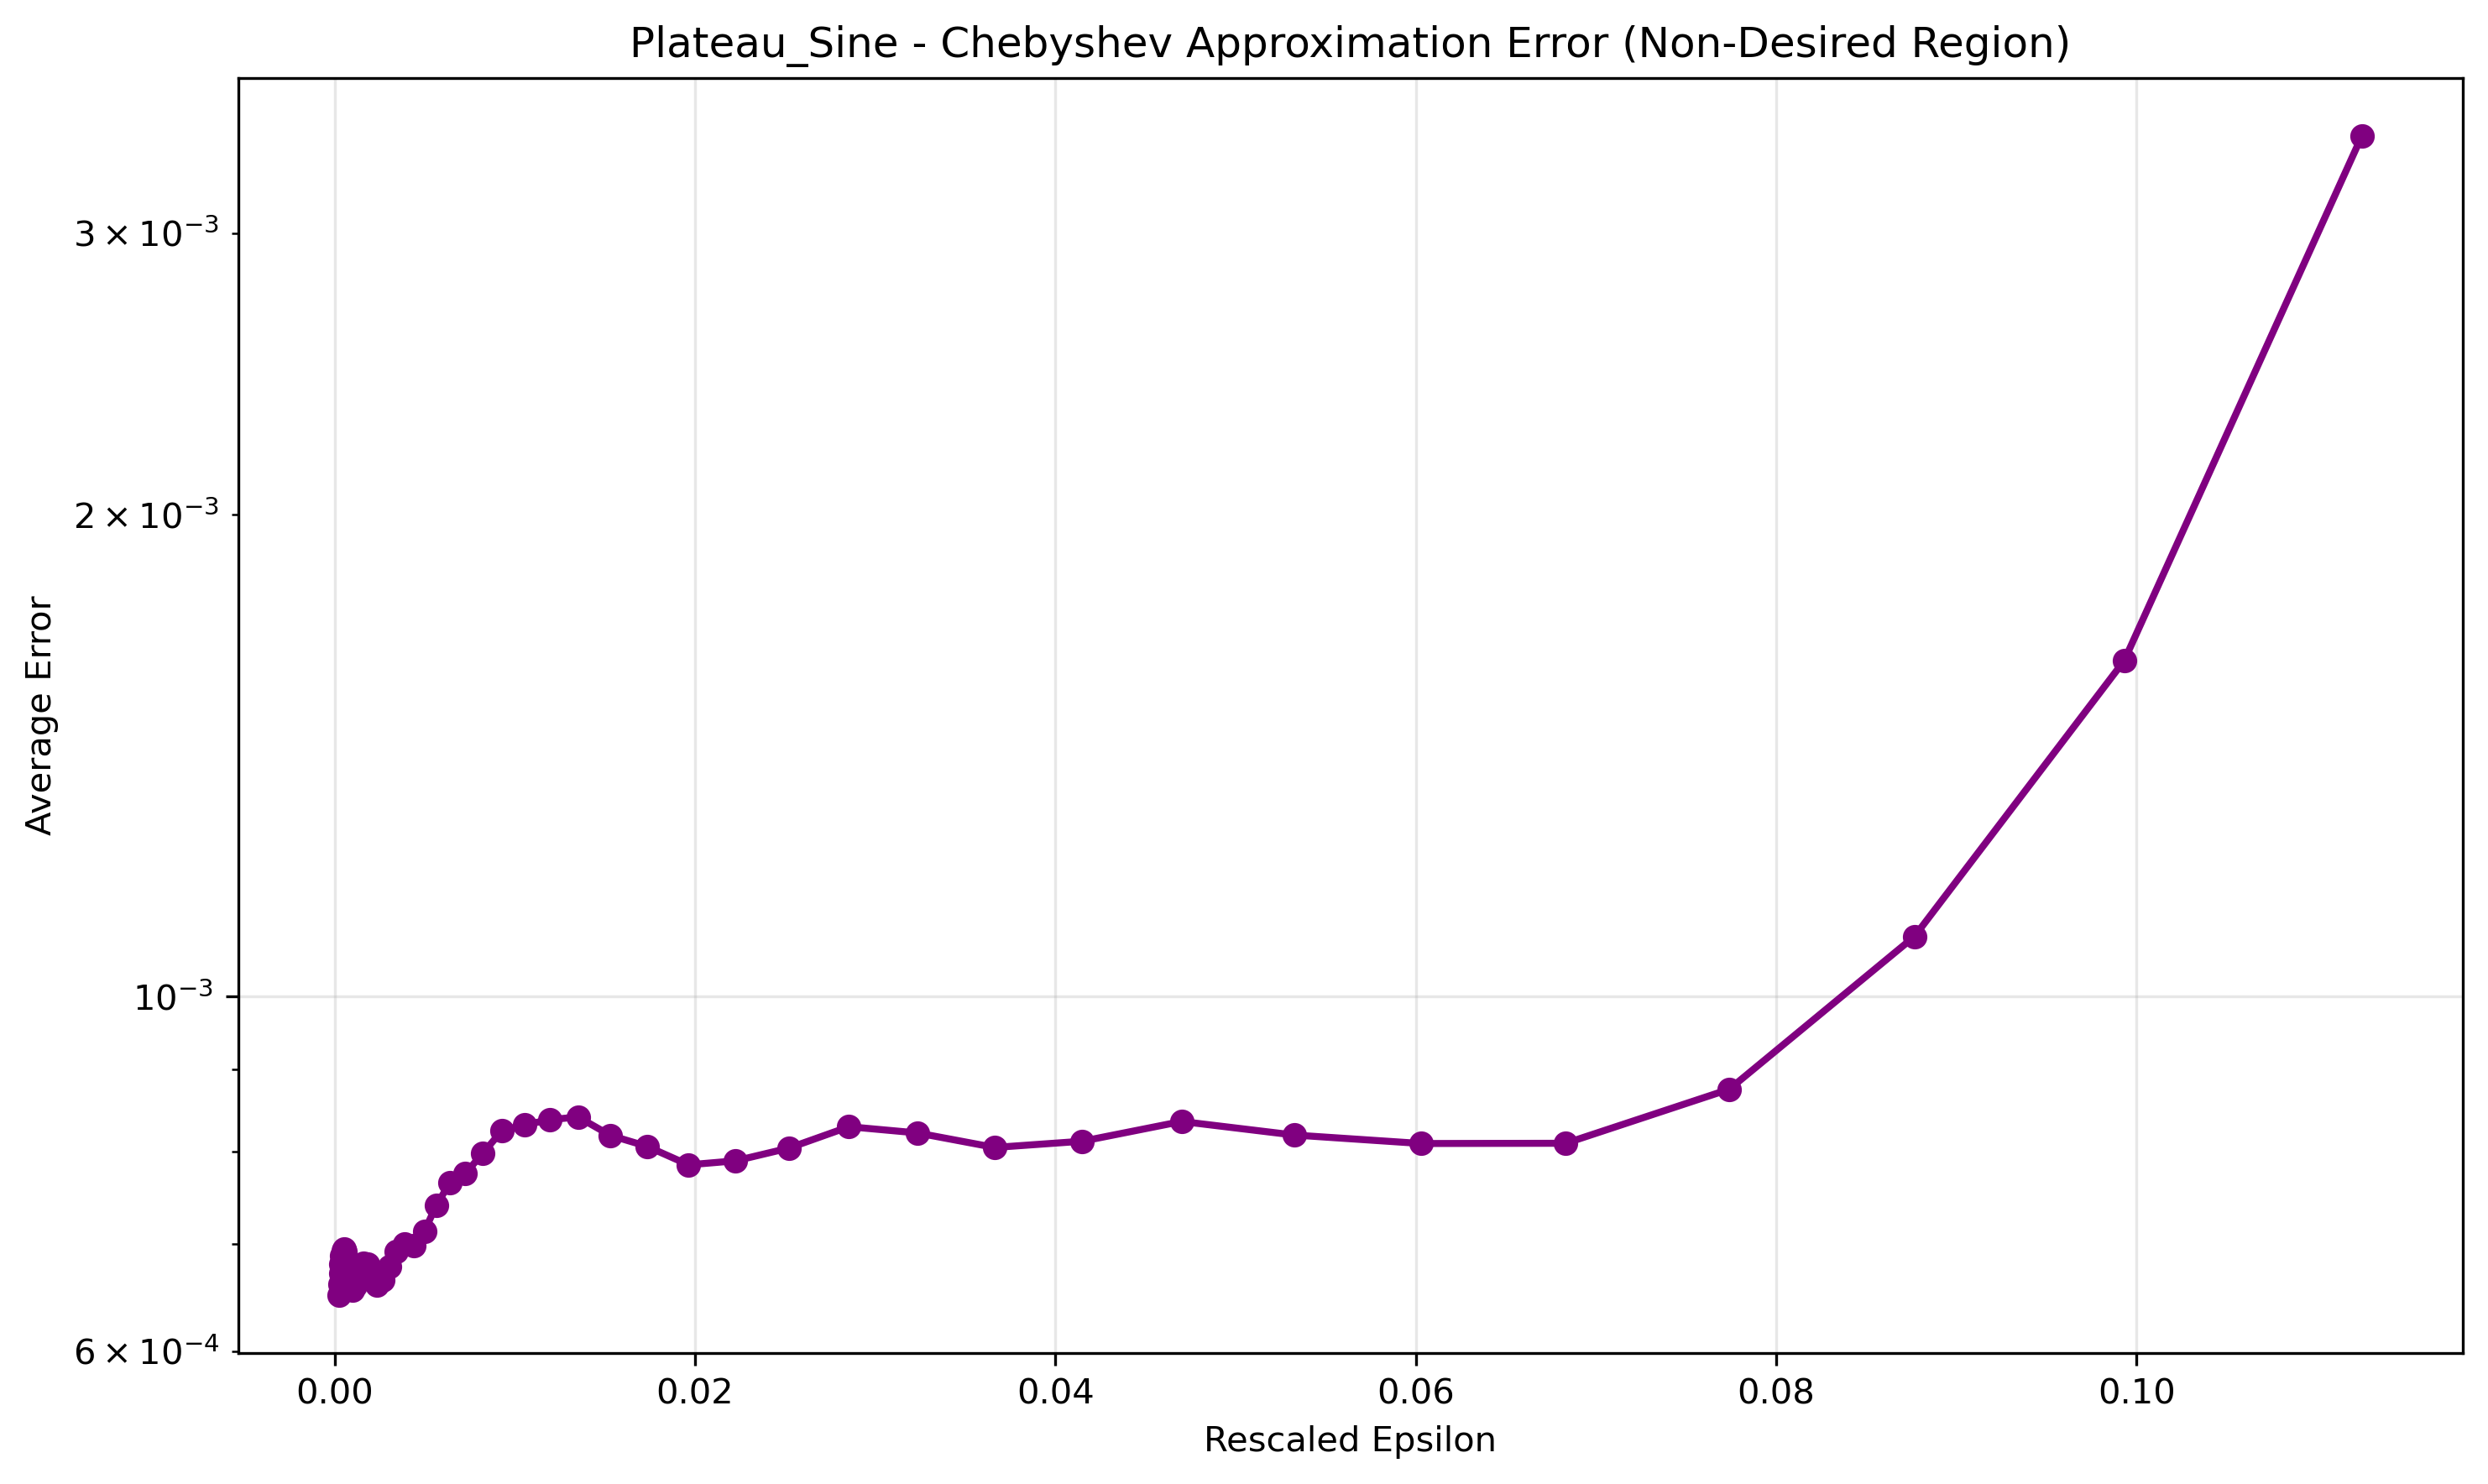 Plateau_Sine - Chebyshev Approximation Error (Non-Desired Region)
Average Error
3 × 10⁻³
2 × 10⁻³
10⁻³
6 × 10⁻⁴
0.00 0.02 0.04 0.06 0.08 0.10
Rescaled Epsilon